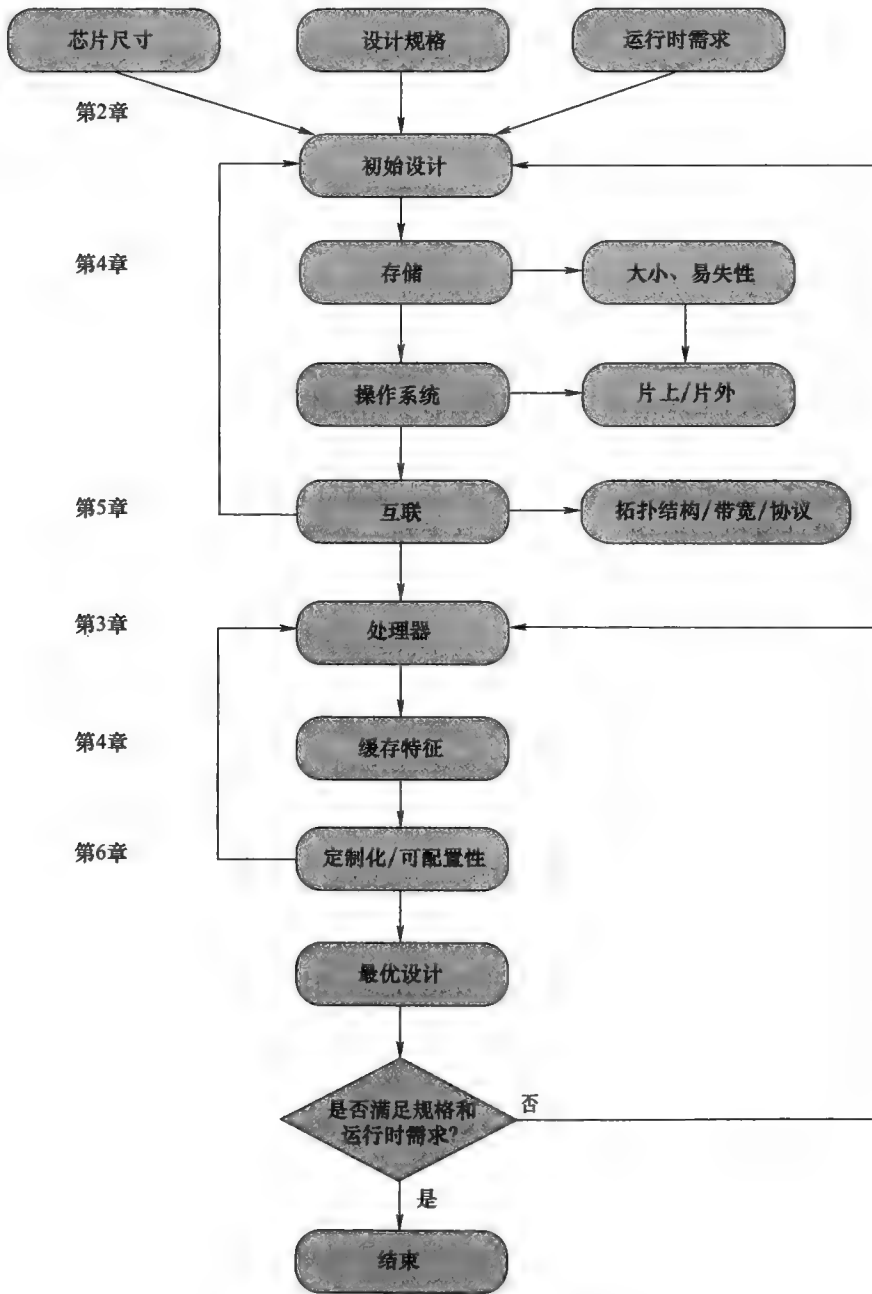 芯片尺寸
设计规格
运行时需求
第2章
初始设计
第4章
存储
大小、易失性
操作系统
片上/片外
第5章
互联
拓扑结构/带宽/协议
第3章
处理器
第4章
缓存特征
第6章
定制化/可配置性
最优设计
是否满足规格和
运行时需求?
否
是
结束